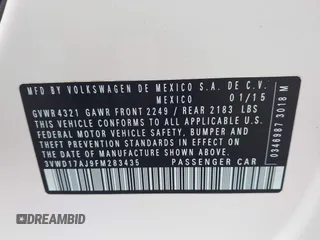 MFD BY VOLKSWAGEN DE MEXICO S.A. DE C.V.
MEXICO 01/15
GVWR 4321 GAWR FRONT 2249 / REAR 2183 LBS
THIS VEHICLE CONFORMS TO ALL APPLICABLE
FEDERAL MOTOR VEHICLE SAFETY, BUMPER AND
THEFT PREVENTION STANDARDS IN EFFECT
ON THE DATE OF MANUFACTURE SHOWN ABOVE
3VWD17AJ9FM283435 PASSENGER CAR
0346987 3018 M
DREAMBID
DREAMBID.COM